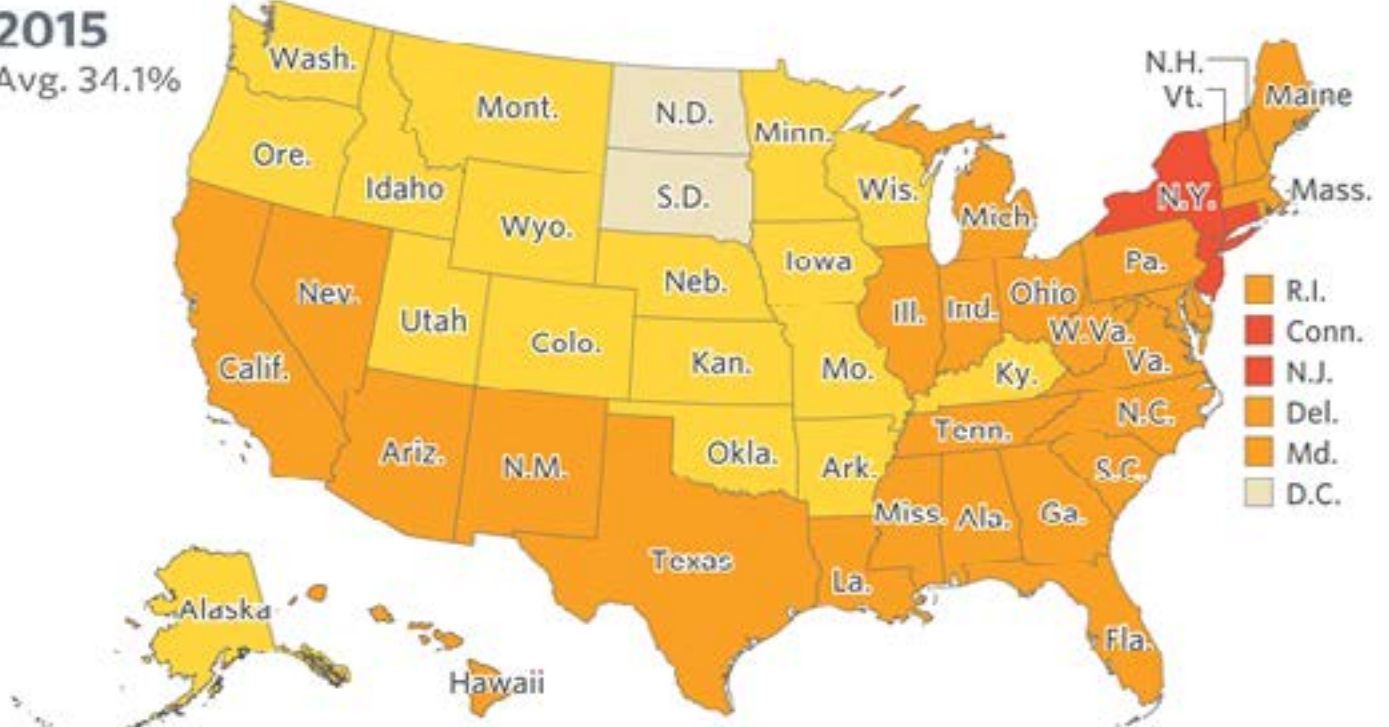 2015
Avg. 34.1%
Wash.
Mont.
N.D.
Minn.
N.H.
Vt.
Maine
Ore.
Idaho
S.D.
Wis.
Mich.
N.Y.
Mass.
Wyo.
Iowa
Pa.
Nev.
Utah
Neb.
Ill.
Ind.
Ohio
W.Va.
Va.
Calif.
Colo.
Kan.
Mo.
Ky.
N.C.
Ariz.
N.M.
Okla.
Ark.
Tenn.
S.C.
Miss.
Ala.
Ga.
Texas
La.
Fla.
Alaska
Hawaii
R.I.
Conn.
N.J.
Del.
Md.
D.C.